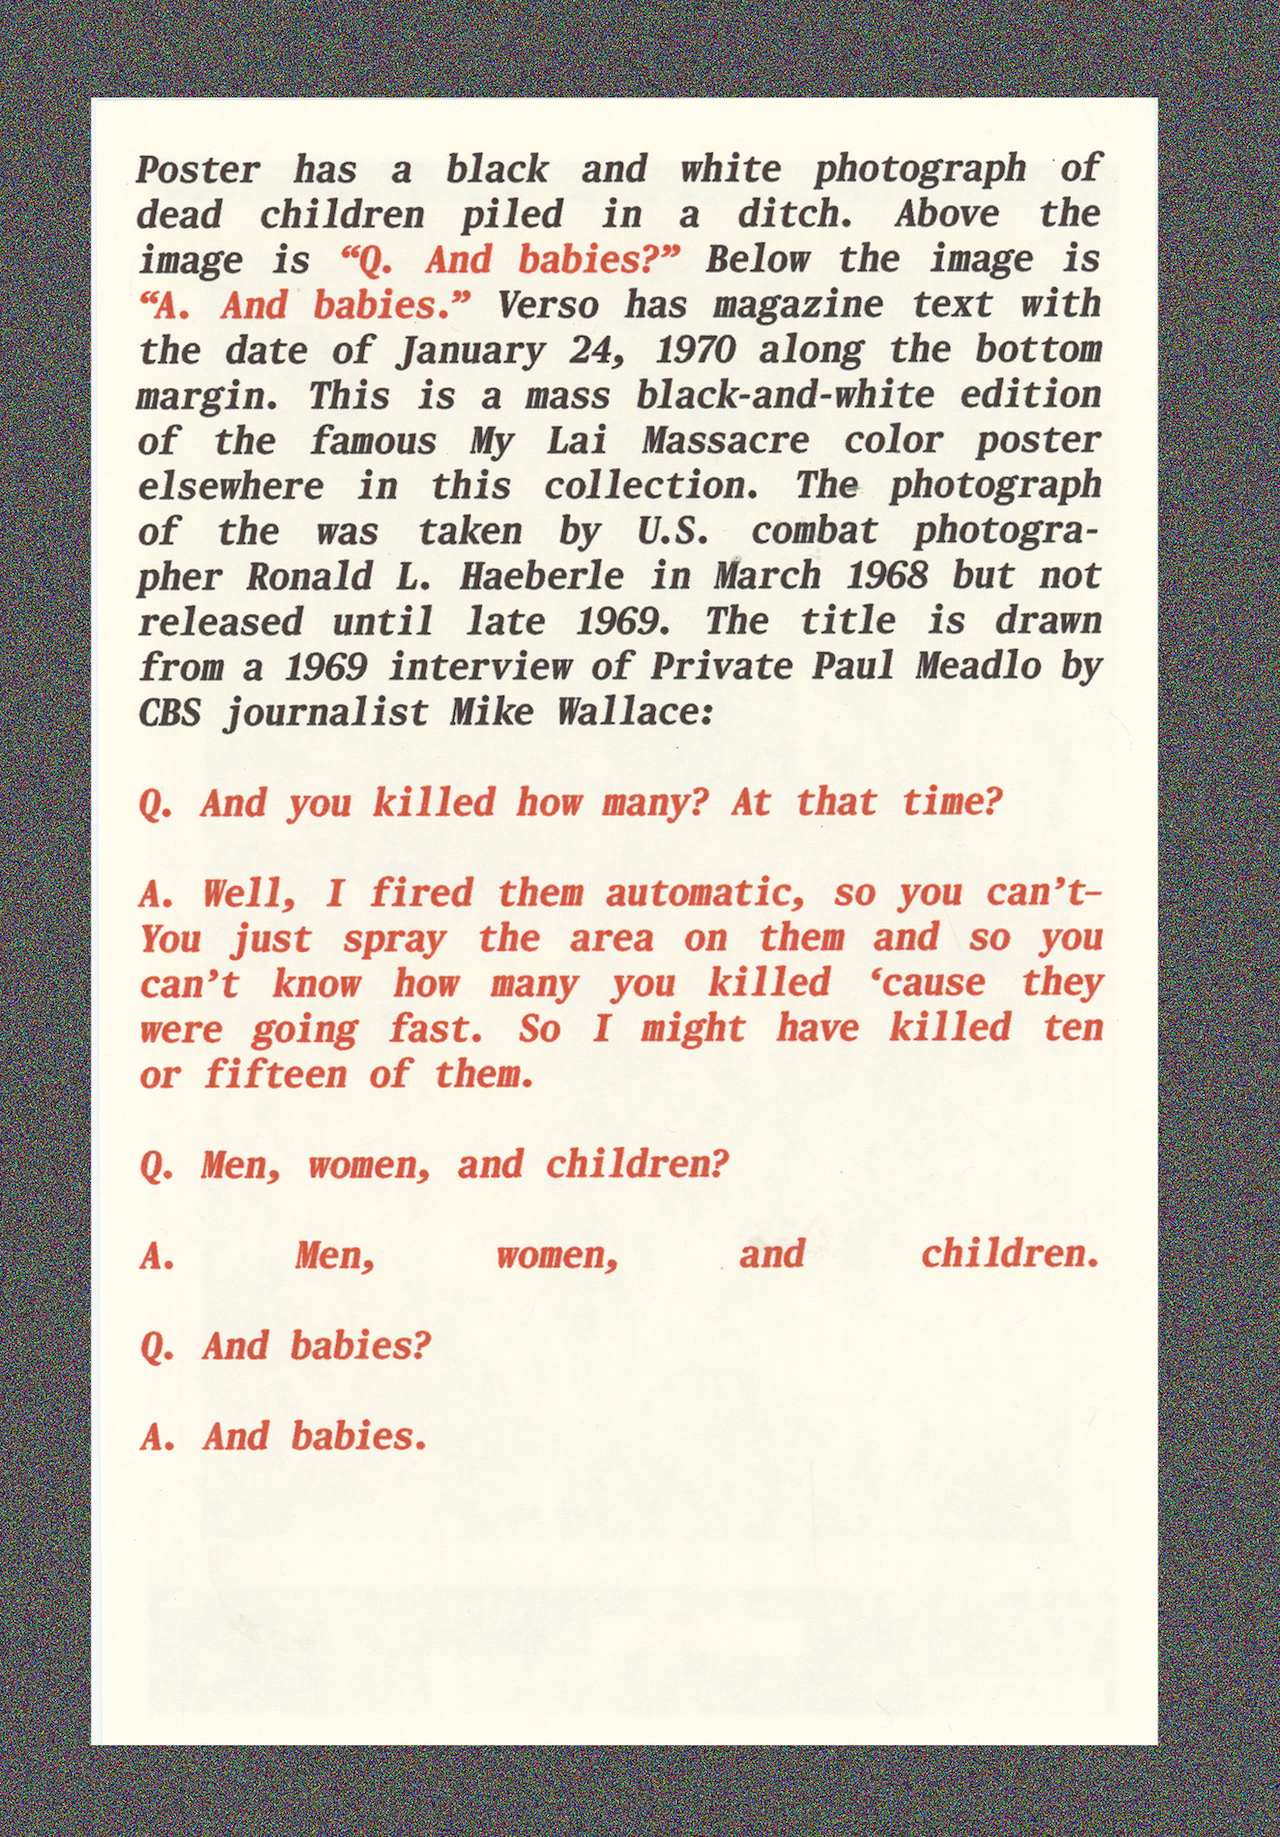 Poster has a black and white photograph of
dead children piled in a ditch. Above the
image is “Q. And babies?” Below the image is
“A. And babies.” Verso has magazine text with
the date of January 24, 1970 along the bottom
margin. This is a mass black-and-white edition
of the famous My Lai Massacre color poster
elsewhere in this collection. The photograph
of the was taken by U.S. combat photogra-
pher Ronald L. Haeberle in March 1968 but not
released until late 1969. The title is drawn
from a 1969 interview of Private Paul Meadlo by
CBS journalist Mike Wallace:
Q. And you killed how many? At that time?
A. Well, I fired them automatic, so you can’t–
You just spray the area on them and so you
can’t know how many you killed ‘cause they
were going fast. So I might have killed ten
or fifteen of them.
Q. Men, women, and children?
A. Men, women, and children.
Q. And babies?
A. And babies.